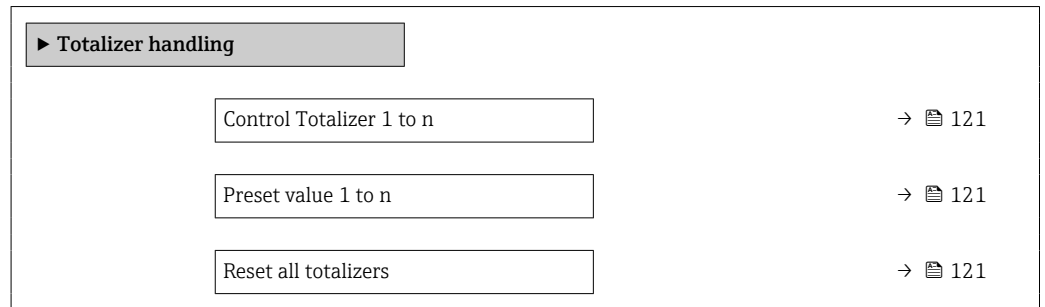 ▶ Totalizer handling
Control Totalizer 1 to n → 121
Preset value 1 to n → 121
Reset all totalizers → 121